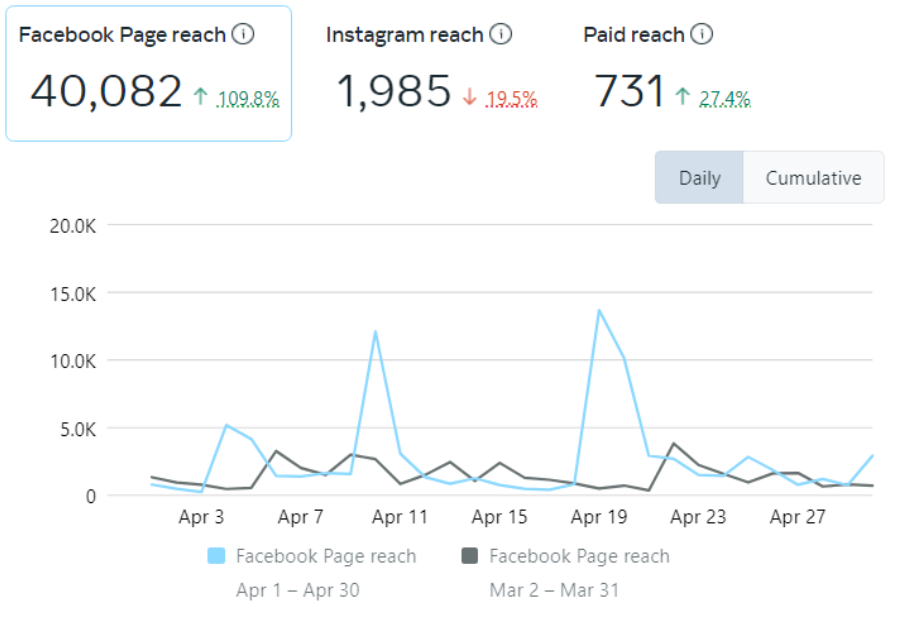 Facebook Page reach
40,082 ↑ 109.8%
Instagram reach
1,985 ↓ 19.5%
Paid reach
731 ↑ 27.4%
Daily Cumulative
20.0K
15.0K
10.0K
5.0K
0
Apr 3 Apr 7 Apr 11 Apr 15 Apr 19 Apr 23 Apr 27
Facebook Page reach
Apr 1 – Apr 30
Facebook Page reach
Mar 2 – Mar 31